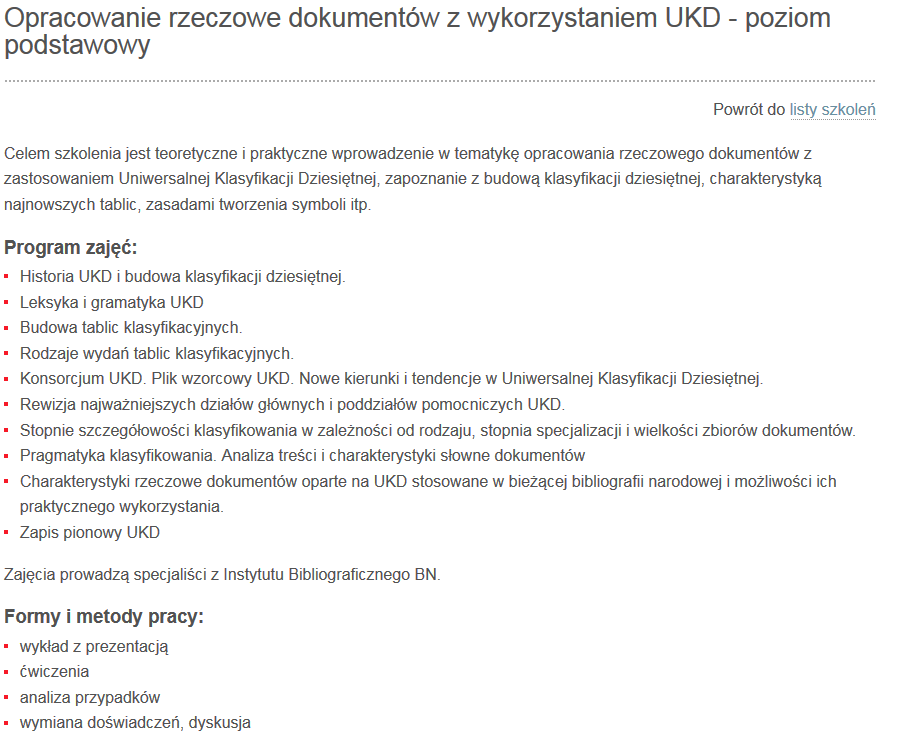 Opracowanie rzeczowe dokumentów z wykorzystaniem UKD - poziom
podstawowy
Powrót do listy szkoleń
Celem szkolenia jest teoretyczne i praktyczne wprowadzenie w tematykę opracowania rzeczowego dokumentów z
zastosowaniem Uniwersalnej Klasyfikacji Dziesiętnej, zapoznanie z budową klasyfikacji dziesiętnej, charakterystyką
najnowszych tablic, zasadami tworzenia symboli itp.
Program zajęć:
Historia UKD i budowa klasyfikacji dziesiętnej.
Leksyka i gramatyka UKD
Budowa tablic klasyfikacyjnych.
Rodzaje wydań tablic klasyfikacyjnych.
Konsorcjum UKD. Plik wzorcowy UKD. Nowe kierunki i tendencje w Uniwersalnej Klasyfikacji Dziesiętnej.
Rewizja najważniejszych działów głównych i poddziałów pomocniczych UKD.
Stopnie szczegółowości klasyfikowania w zależności od rodzaju, stopnia specjalizacji i wielkości zbiorów dokumentów.
Pragmatyka klasyfikowania. Analiza treści i charakterystyki słowne dokumentów
Charakterystyki rzeczowe dokumentów oparte na UKD stosowane w bieżącej bibliografii narodowej i możliwości ich
praktycznego wykorzystania.
Zapis pionowy UKD
Zajęcia prowadzą specjaliści z Instytutu Bibliograficznego BN.
Formy i metody pracy:
wykład z prezentacją
ćwiczenia
analiza przypadków
wymiana doświadczeń, dyskusja